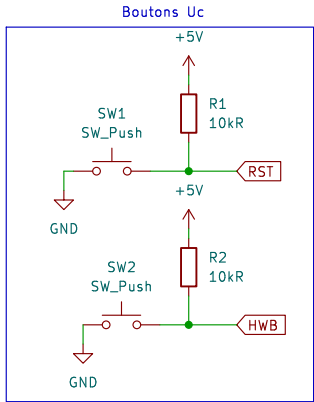 Boutons Uc
+5V
R1
10kR
SW1
SW_Push
RST
GND
+5V
R2
10kR
SW2
SW_Push
HWB
GND